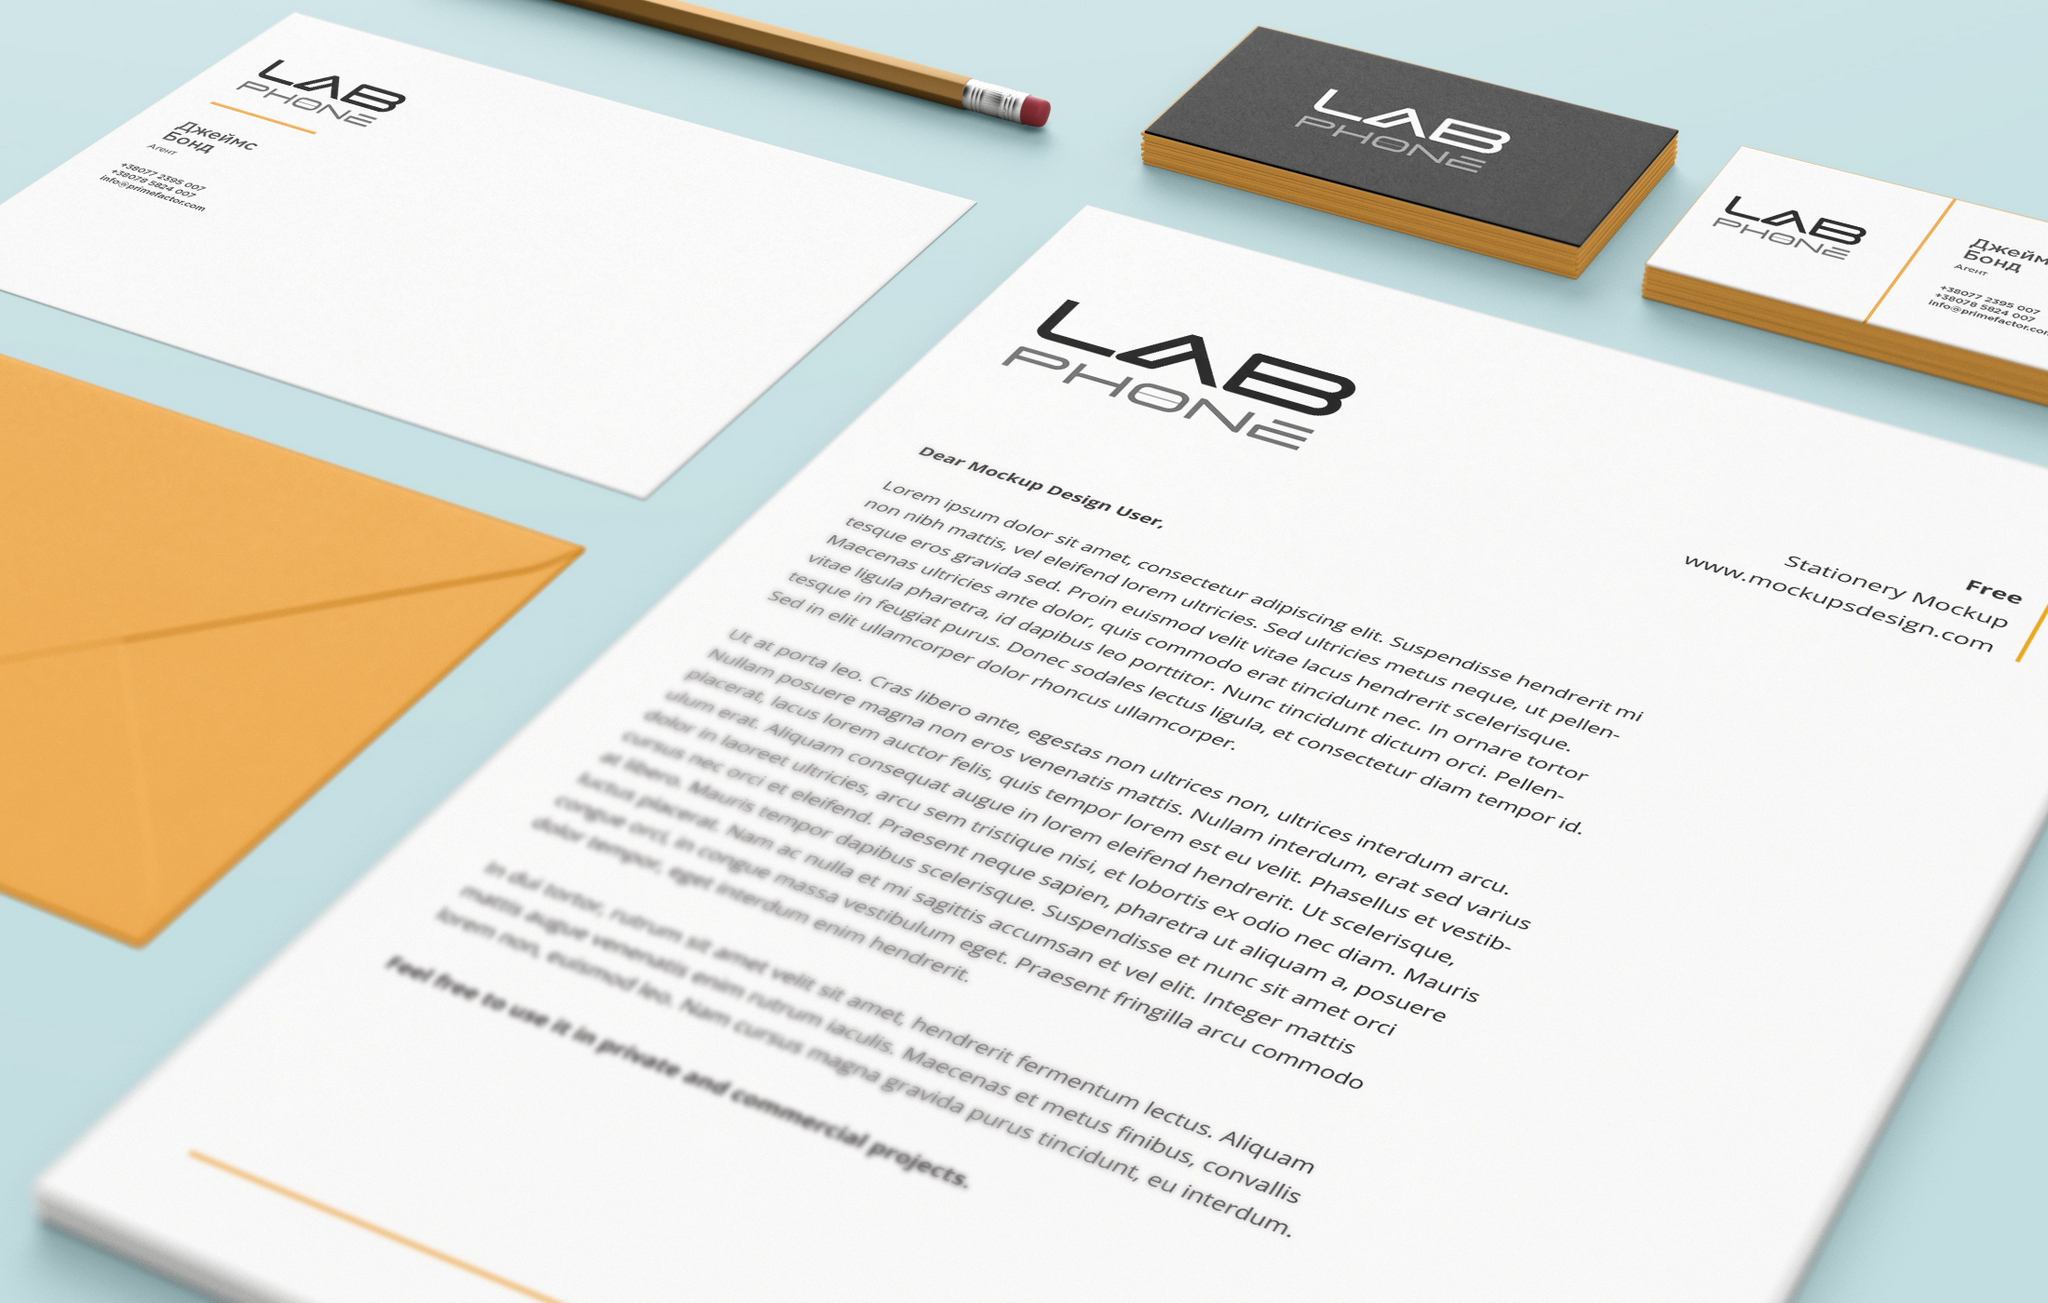 LAB
PHONE
Джеймс
Бонд
Агент
+38077 2395 007
+38078 5824 007
info@primefactor.com
LAB
PHONE
LAB
PHONE
Джейм
Бонд
Агент
+38077 2395 007
+38078 5824 007
info@primefactor.com
LAB
PHONE
Free
Stationery Mockup
www.mockupsdesign.com
Dear Mockup Design User,
Lorem ipsum dolor sit amet, consectetur adipiscing elit. Suspendisse hendrerit mi
non nibh mattis, vel eleifend lorem ultricies. Sed ultricies metus neque, ut pellen-
tesque eros gravida sed. Proin euismod velit vitae lacus hendrerit scelerisque.
Maecenas ultricies ante dolor, quis commodo erat tincidunt nec. In ornare tortor
vitae ligula pharetra, id dapibus leo porttitor. Nunc tincidunt dictum orci. Pellen-
tesque in feugiat purus. Donec sodales lectus ligula, et consectetur diam tempor id.
Sed in elit ullamcorper dolor rhoncus ullamcorper.
Ut at porta leo. Cras libero ante, egestas non ultrices non, ultrices interdum arcu.
Nullam posuere magna non eros venenatis mattis. Nullam interdum, erat sed varius
placerat, lacus lorem auctor felis, quis tempor lorem est eu velit. Phasellus et vestib-
ulum erat. Aliquam consequat augue in lorem eleifend hendrerit. Ut scelerisque,
dolor in laoreet ultricies, arcu sem tristique nisi, et lobortis ex odio nec diam. Mauris
cursus nec orci et eleifend. Praesent neque sapien, pharetra ut aliquam a, posuere
at libero. Mauris tempor dapibus scelerisque. Suspendisse et nunc sit amet orci
luctus placerat. Nam ac nulla et mi sagittis accumsan et vel elit. Integer mattis
congue orci, in congue massa vestibulum eget. Praesent fringilla arcu commodo
dolor tempor, eget interdum enim hendrerit.
In dui tortor, rutrum sit amet velit sit amet, hendrerit fermentum lectus. Aliquam
mattis augue venenatis enim rutrum iaculis. Maecenas et metus finibus, convallis
lorem non, euismod leo. Nam cursus magna gravida purus tincidunt, eu interdum.
Feel free to use it in private and commercial projects.